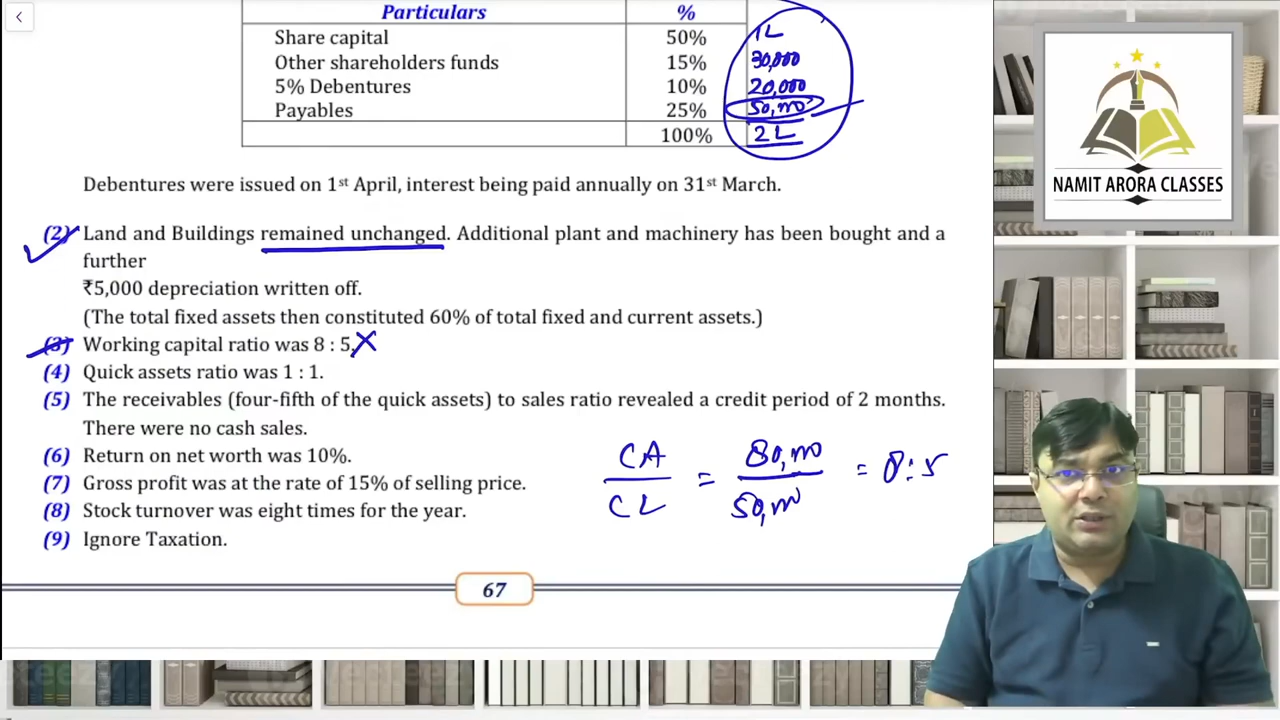 Particulars % 
Share capital 50% 1L
Other shareholders funds 15% 30,000
5% Debentures 10% 20,000
Payables 25% 50,000
100% 2L
NAMIT ARORA CLASSES
Debentures were issued on 1st April, interest being paid annually on 31st March.
(2) Land and Buildings remained unchanged. Additional plant and machinery has been bought and a
further
₹5,000 depreciation written off.
(The total fixed assets then constituted 60% of total fixed and current assets.)
(3) Working capital ratio was 8 : 5.
(4) Quick assets ratio was 1 : 1.
(5) The receivables (four-fifth of the quick assets) to sales ratio revealed a credit period of 2 months.
There were no cash sales.
(6) Return on net worth was 10%.
(7) Gross profit was at the rate of 15% of selling price.
(8) Stock turnover was eight times for the year.
(9) Ignore Taxation.
CA = 80,000 = 8:5
CL 50,000
67